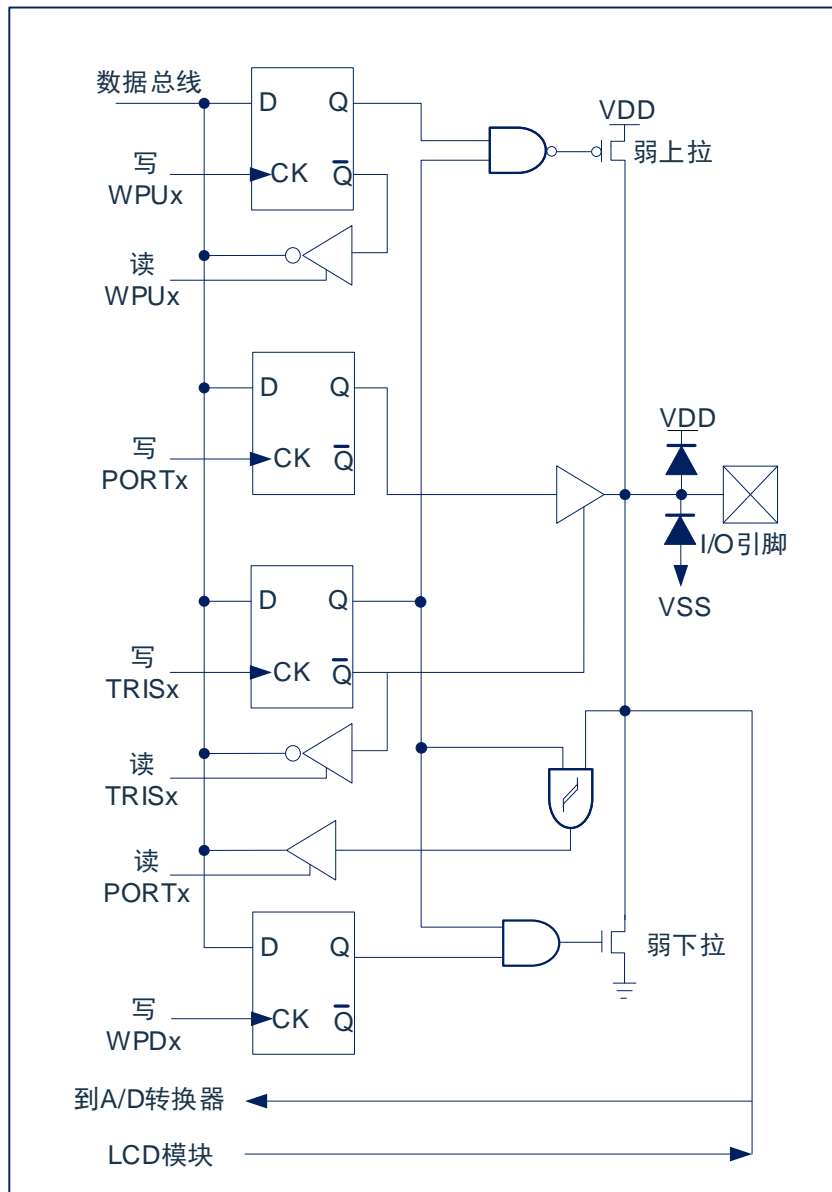 数据总线
D
Q
VDD
弱上拉
写
WPUx
CK
Q̅
读
WPUx
D
Q
写
PORTx
CK
Q̅
VDD
I/O引脚
VSS
D
Q
写
TRISx
CK
Q̅
读
TRISx
读
PORTx
D
Q
弱下拉
写
WPDx
CK
Q̅
到A/D转换器
LCD模块